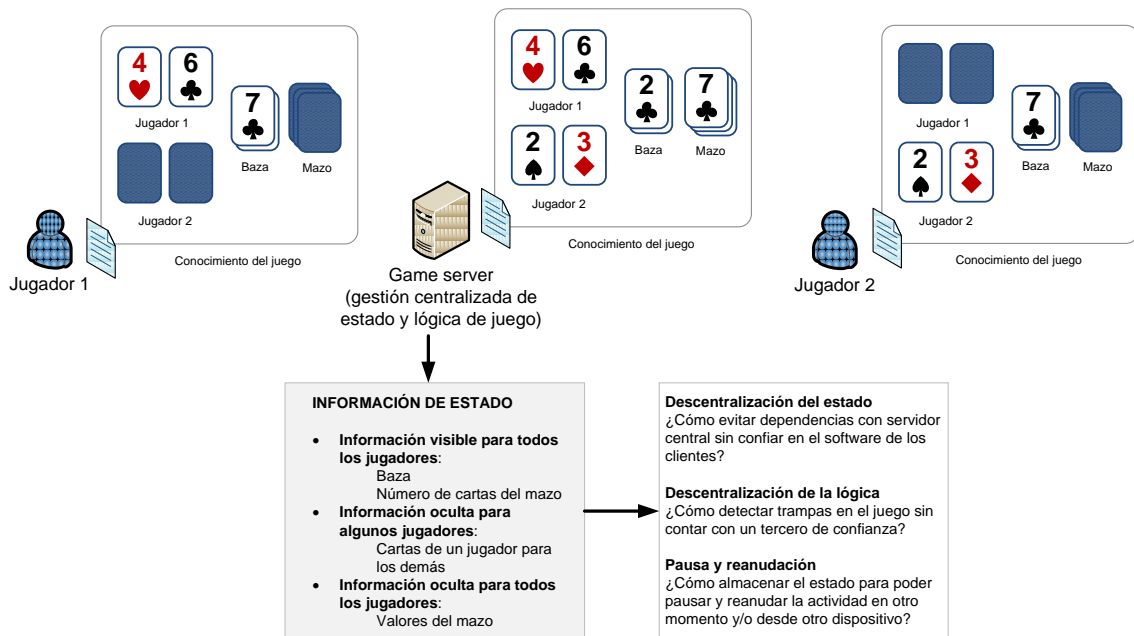 4 6
7
Jugador 1
Baza
Mazo
Jugador 2
Conocimiento del juego
Jugador 1
4 6
2
7
Jugador 1
2 3
Baza
Mazo
Jugador 2
Conocimiento del juego
Game server
(gestión centralizada de
estado y lógica de juego)
7
Jugador 1
Baza
Mazo
2 3
Jugador 2
Conocimiento del juego
Jugador 2
INFORMACIÓN DE ESTADO
• Información visible para todos
los jugadores:
Baza
Número de cartas del mazo
• Información oculta para
algunos jugadores:
Cartas de un jugador para
los demás
• Información oculta para todos
los jugadores:
Valores del mazo
Descentralización del estado
¿Cómo evitar dependencias con servidor
central sin confiar en el software de los
clientes?
Descentralización de la lógica
¿Cómo detectar trampas en el juego sin
contar con un tercero de confianza?
Pausa y reanudación
¿Cómo almacenar el estado para poder
pausar y reanudar la actividad en otro
momento y/o desde otro dispositivo?